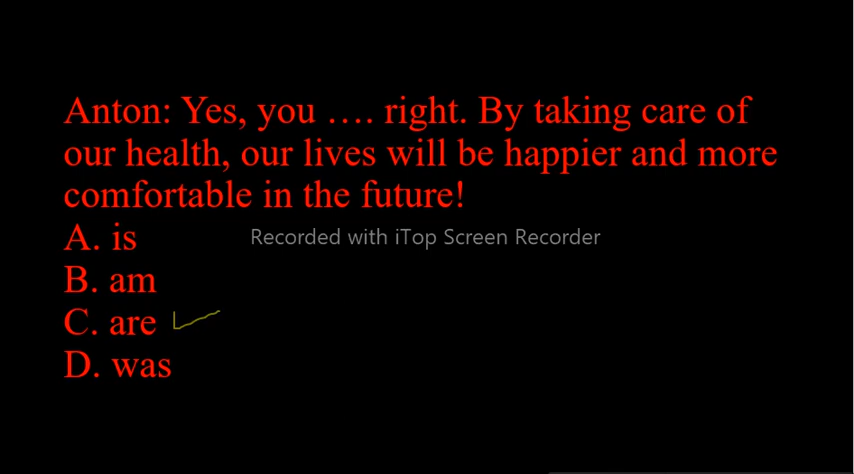 Anton: Yes, you …. right. By taking care of
our health, our lives will be happier and more
comfortable in the future!
A. is
Recorded with iTop Screen Recorder
B. am
C. are
D. was